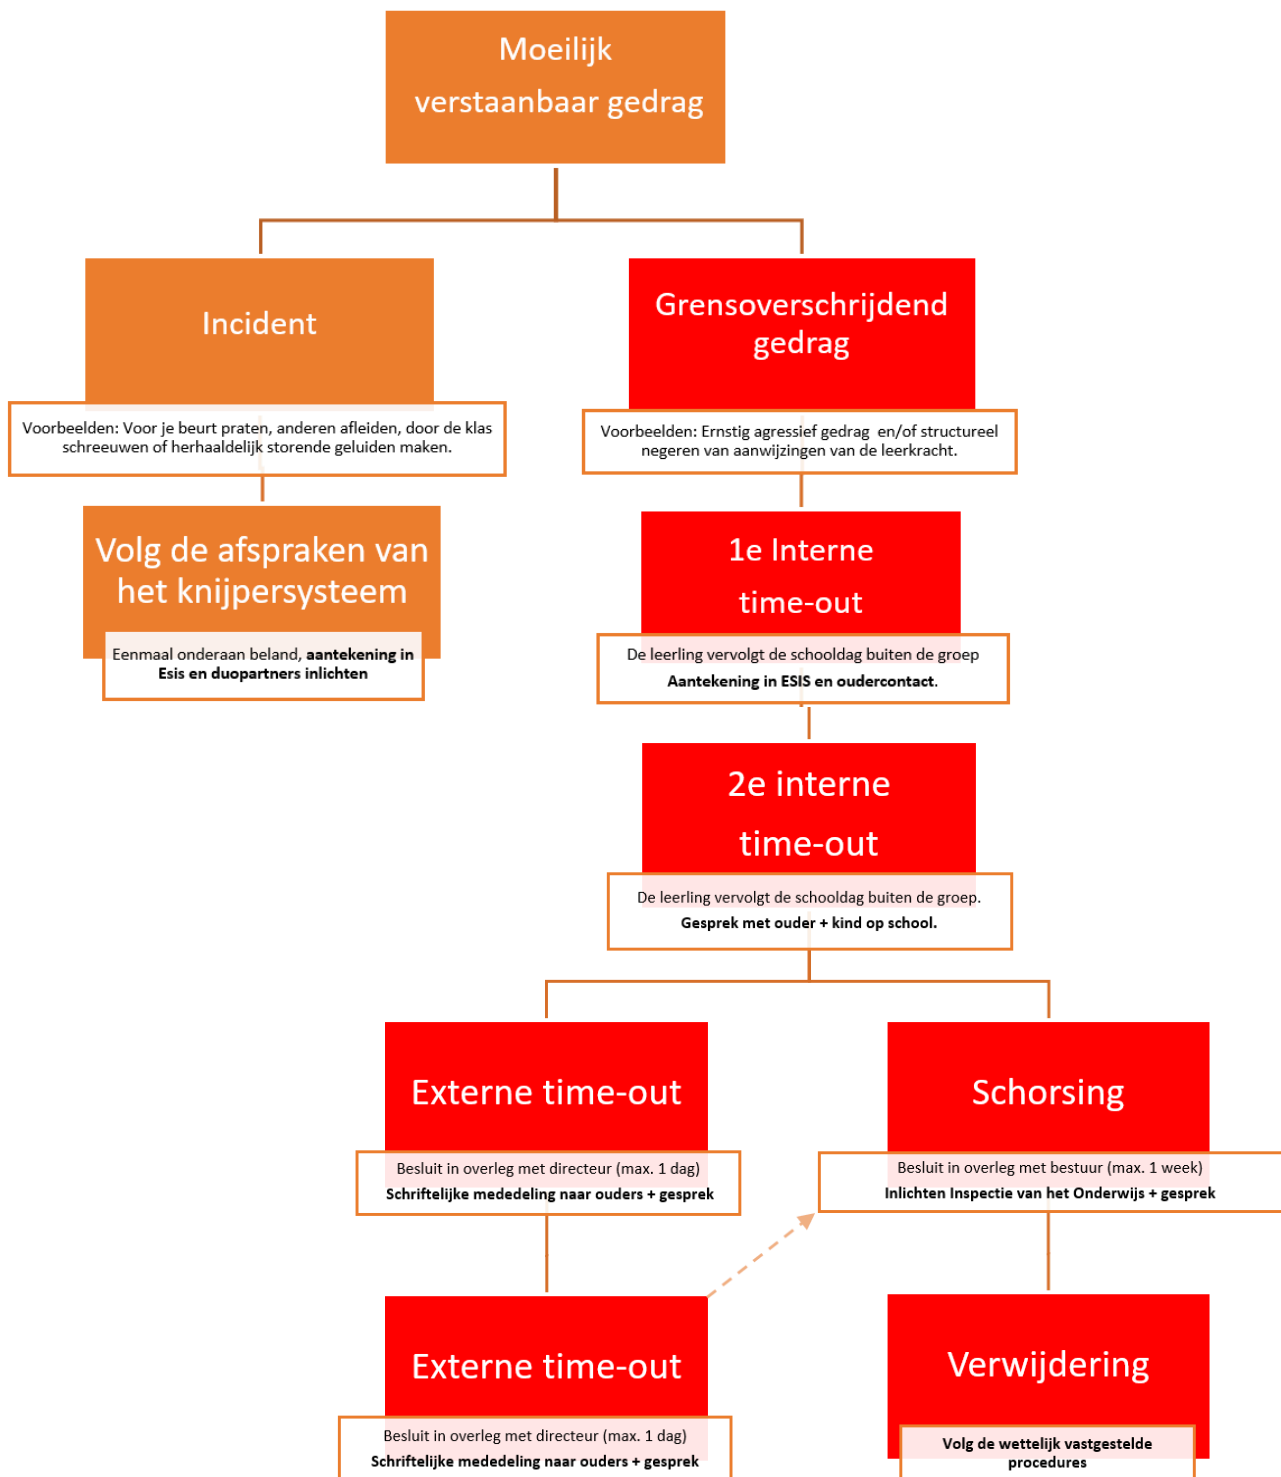 Moeilijk
verstaanbaar gedrag
Incident
Voorbeelden: Voor je beurt praten, anderen afleiden, door de klas
schreeuwen of herhaaldelijk storende geluiden maken.
Volg de afspraken van
het knijpersysteem
Eenmaal onderaan beland, aantekening in
Esis en duopartners inlichten
Grensoverschrijdend
gedrag
Voorbeelden: Ernstig agressief gedrag en/of structureel
negeren van aanwijzingen van de leerkracht.
1e Interne
time-out
De leerling vervolgt de schooldag buiten de groep
Aantekening in ESIS en oudercontact.
2e interne
time-out
De leerling vervolgt de schooldag buiten de groep.
Gesprek met ouder + kind op school.
Externe time-out
Besluit in overleg met directeur (max. 1 dag)
Schriftelijke mededeling naar ouders + gesprek
Externe time-out
Besluit in overleg met directeur (max. 1 dag)
Schriftelijke mededeling naar ouders + gesprek
Schorsing
Besluit in overleg met bestuur (max. 1 week)
Inlichten Inspectie van het Onderwijs + gesprek
Verwijdering
Volg de wettelijk vastgestelde
procedures